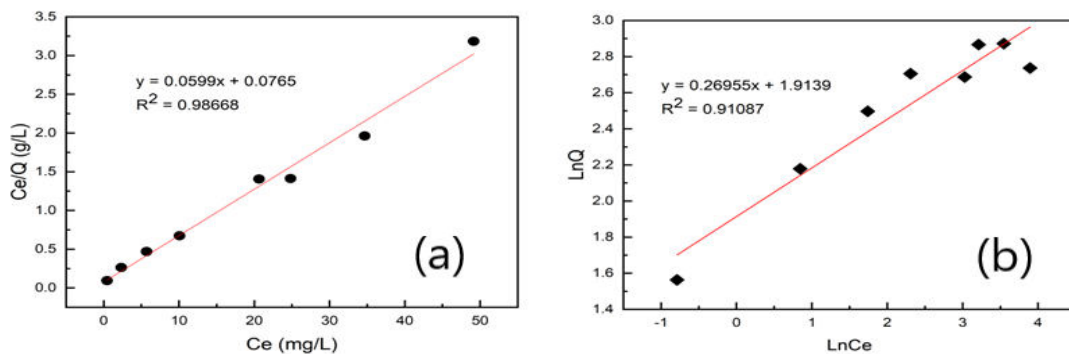 3.5
3.0
2.5
2.0
1.5
1.0
0.5
0.0
Ce/Q (g/L)
y = 0.0599x + 0.0765
R² = 0.98668
(a)
0 10 20 30 40 50
Ce (mg/L)
3.0
2.8
2.6
2.4
2.2
2.0
1.8
1.6
1.4
LnQ
y = 0.26955x + 1.9139
R² = 0.91087
(b)
-1 0 1 2 3 4
LnCe